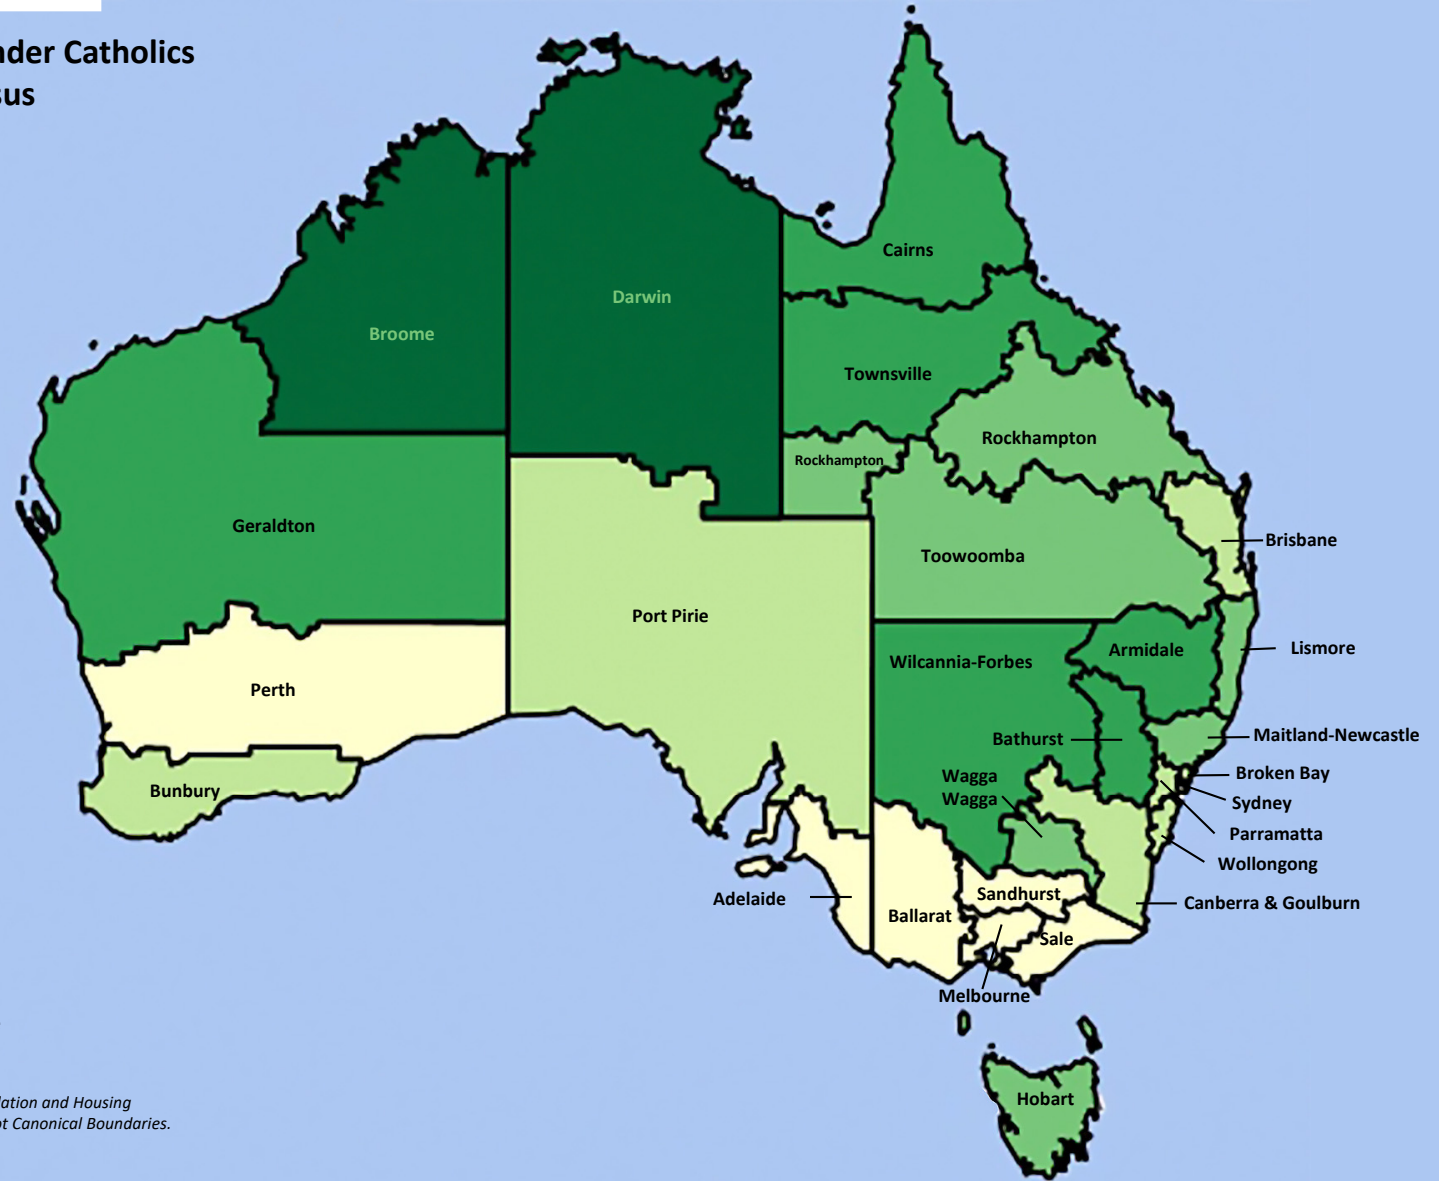 nder Catholics
sus
Cairns
Darwin
Broome
Townsville
Rockhampton
Rockhampton
Geraldton
Brisbane
Toowoomba
Port Pirie
Lismore
Armidale
Wilcannia-Forbes
Perth
Maitland-Newcastle
Bathurst
Broken Bay
Wagga
Wagga
Bunbury
Sydney
Parramatta
Wollongong
Sandhurst
Adelaide
Canberra & Goulburn
Ballarat
Sale
Melbourne
Hobart
lation and Housing
ot Canonical Boundaries.